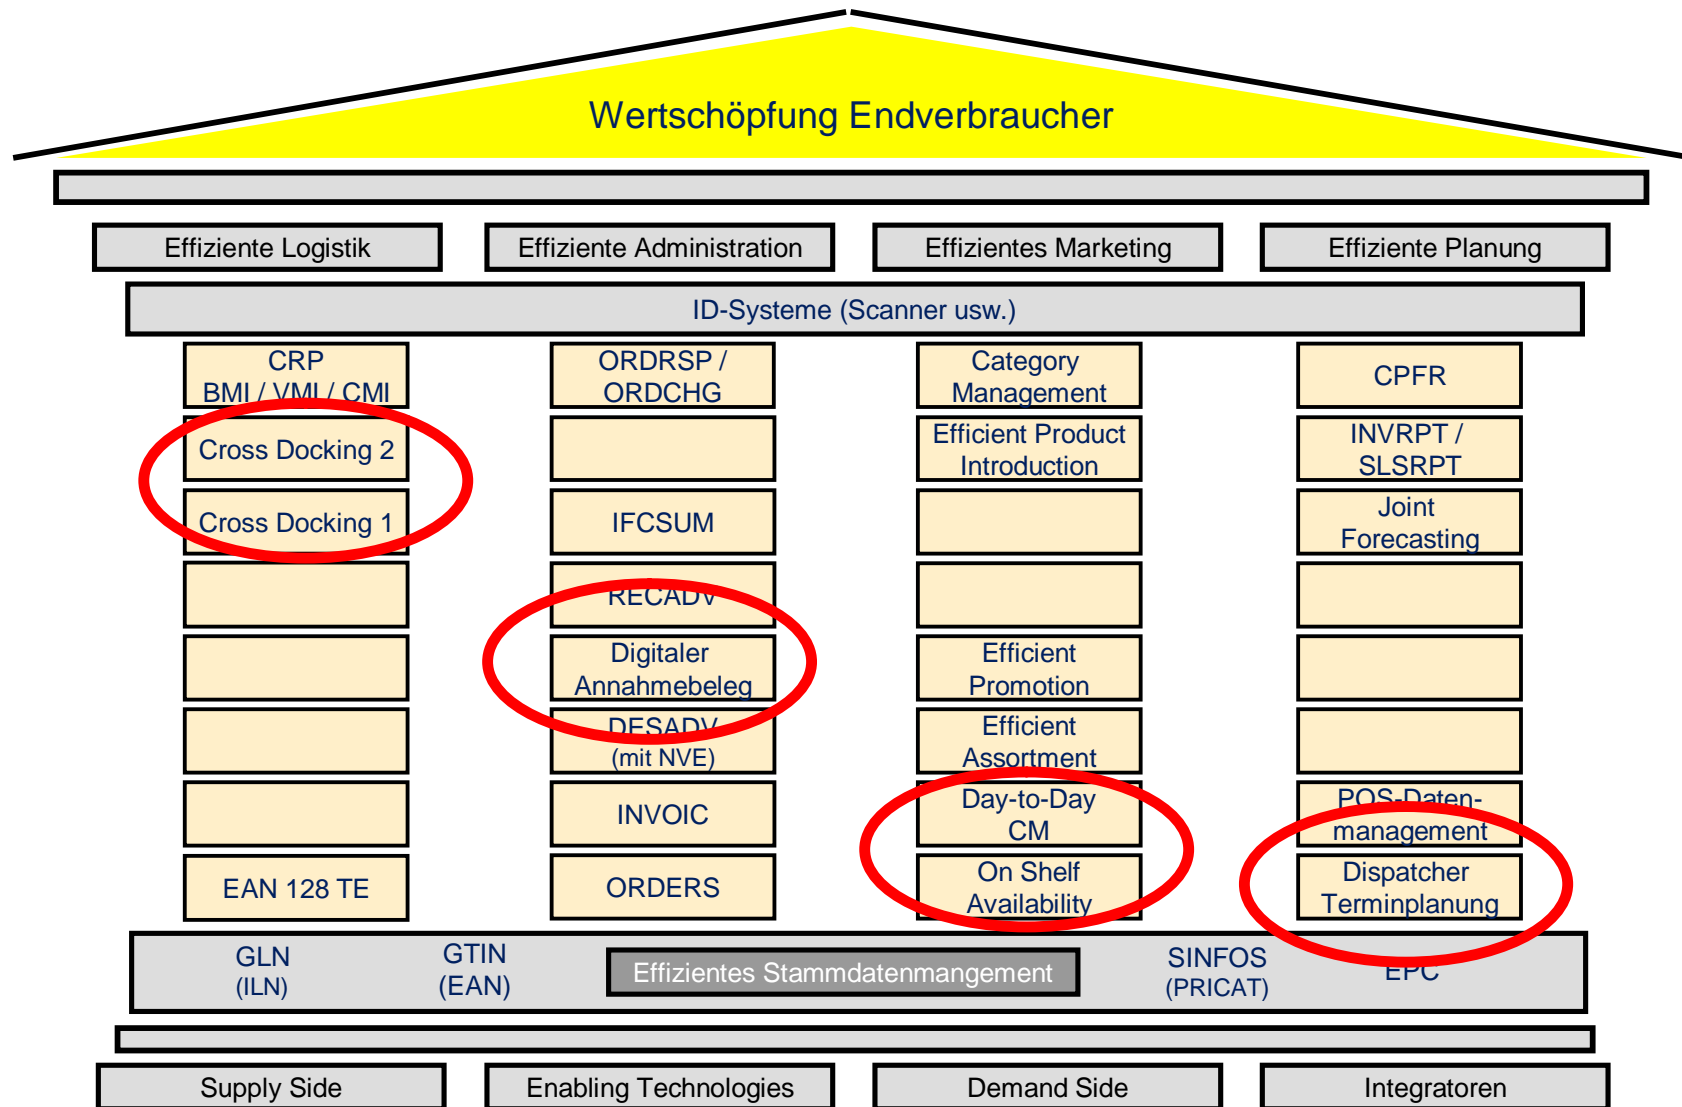 Wertschöpfung Endverbraucher
Effiziente Logistik
Effiziente Administration
Effizientes Marketing
Effiziente Planung
ID-Systeme (Scanner usw.)
CRP
BMI / VMI / CMI
Cross Docking 2
Cross Docking 1
EAN 128 TE
ORDRSP /
ORDCHG
IFCSUM
RECADV
Digitaler
Annahmebeleg
DESADV
(mit NVE)
INVOIC
ORDERS
Category
Management
Efficient Product
Introduction
Efficient
Promotion
Efficient
Assortment
Day-to-Day
CM
On Shelf
Availability
CPFR
INVRPT /
SLSRPT
Joint
Forecasting
POS-Daten-
management
Dispatcher
Terminplanung
GLN
(ILN)
GTIN
(EAN)
Effizientes Stammdatenmangement
SINFOS
(PRICAT)
EPC
Supply Side
Enabling Technologies
Demand Side
Integratoren